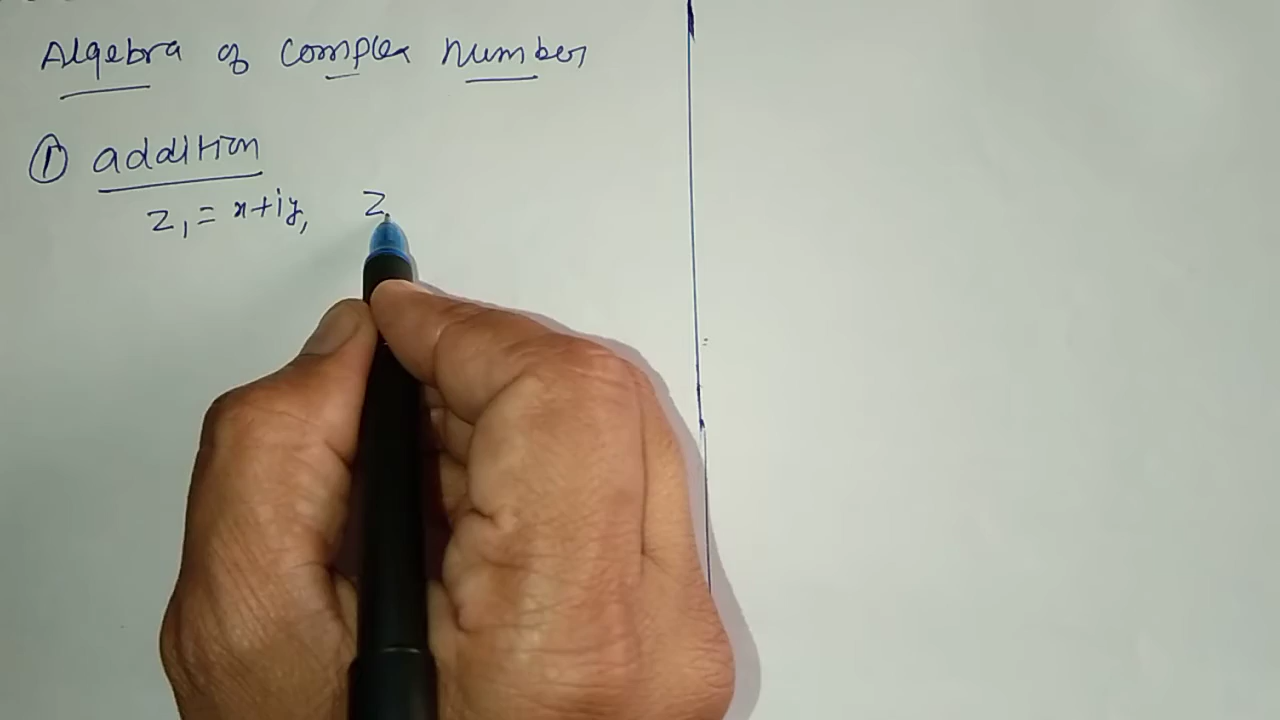 Algebra of Complex Number
① addition
z₁ = x+iy, z